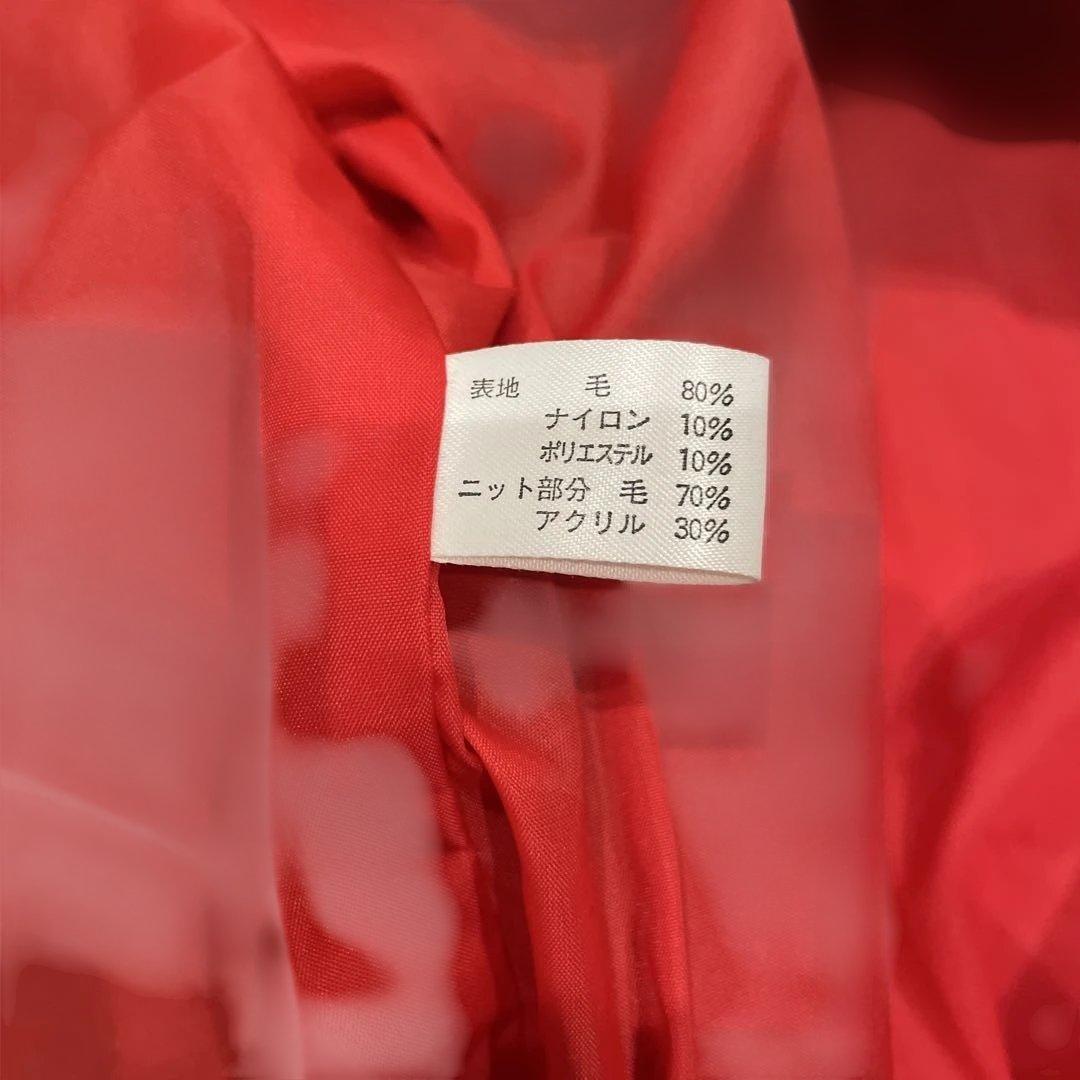 表地 毛 80%
ナイロン 10%
ポリエステル 10%
ニット部分 毛 70%
アクリル 30%